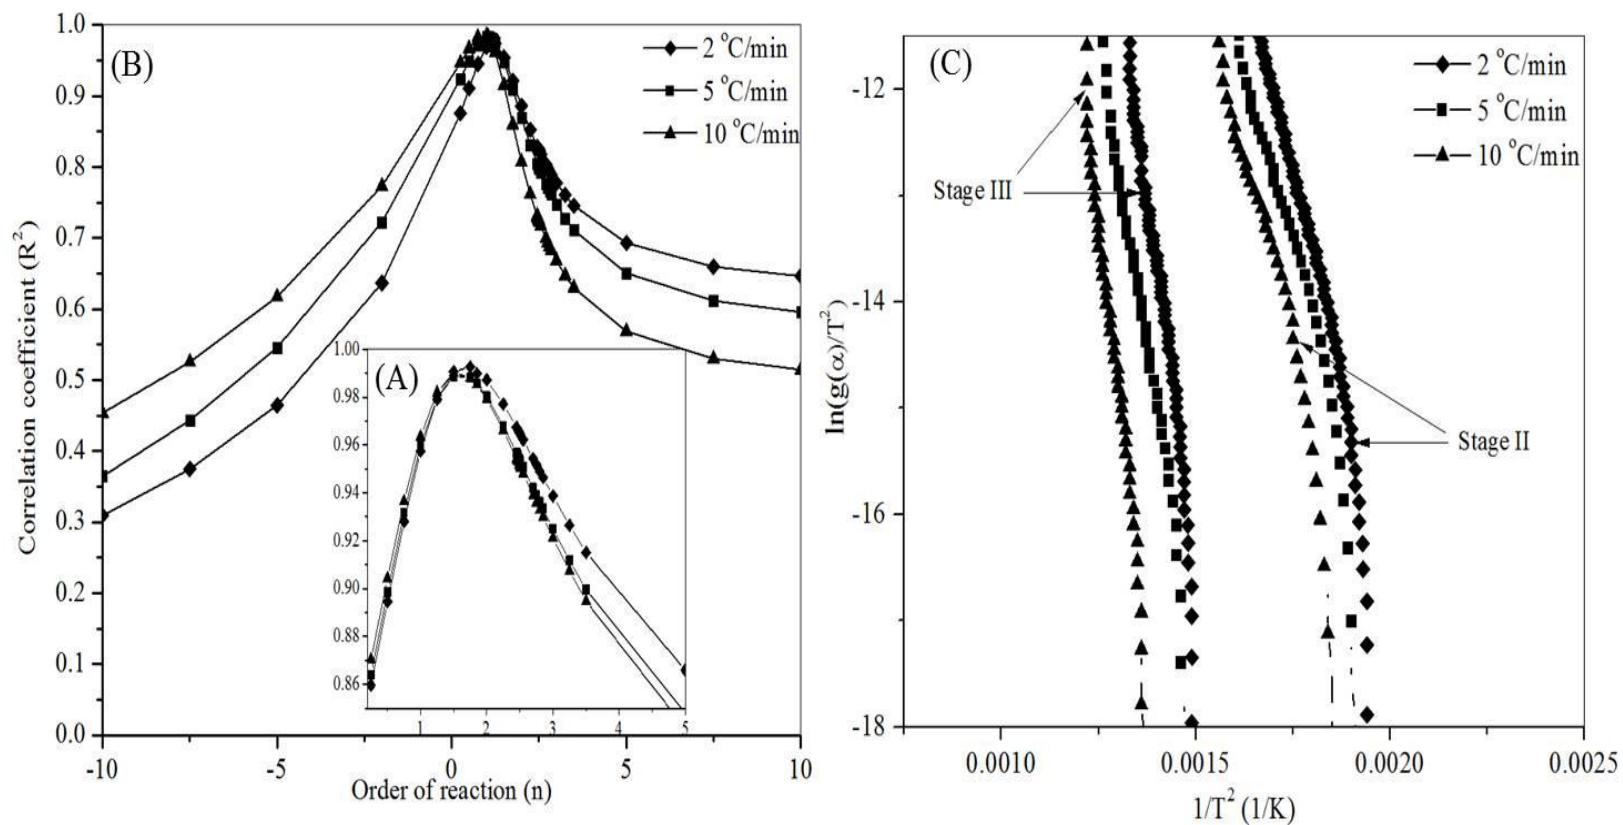 (B)
2 °C/min
5 °C/min
10 °C/min
Correlation coefficient (R²)
1.0
0.9
0.8
0.7
0.6
0.5
0.4
0.3
0.2
0.1
0.0
-10
-5
0
5
10
Order of reaction (n)
(A)
1.00
0.98
0.96
0.94
0.92
0.90
0.88
0.86
1
2
3
4
5
(C)
2 °C/min
5 °C/min
10 °C/min
Stage III
Stage II
ln(g(α)/T²)
-12
-14
-16
-18
0.0010
0.0015
0.0020
0.0025
1/T² (1/K)